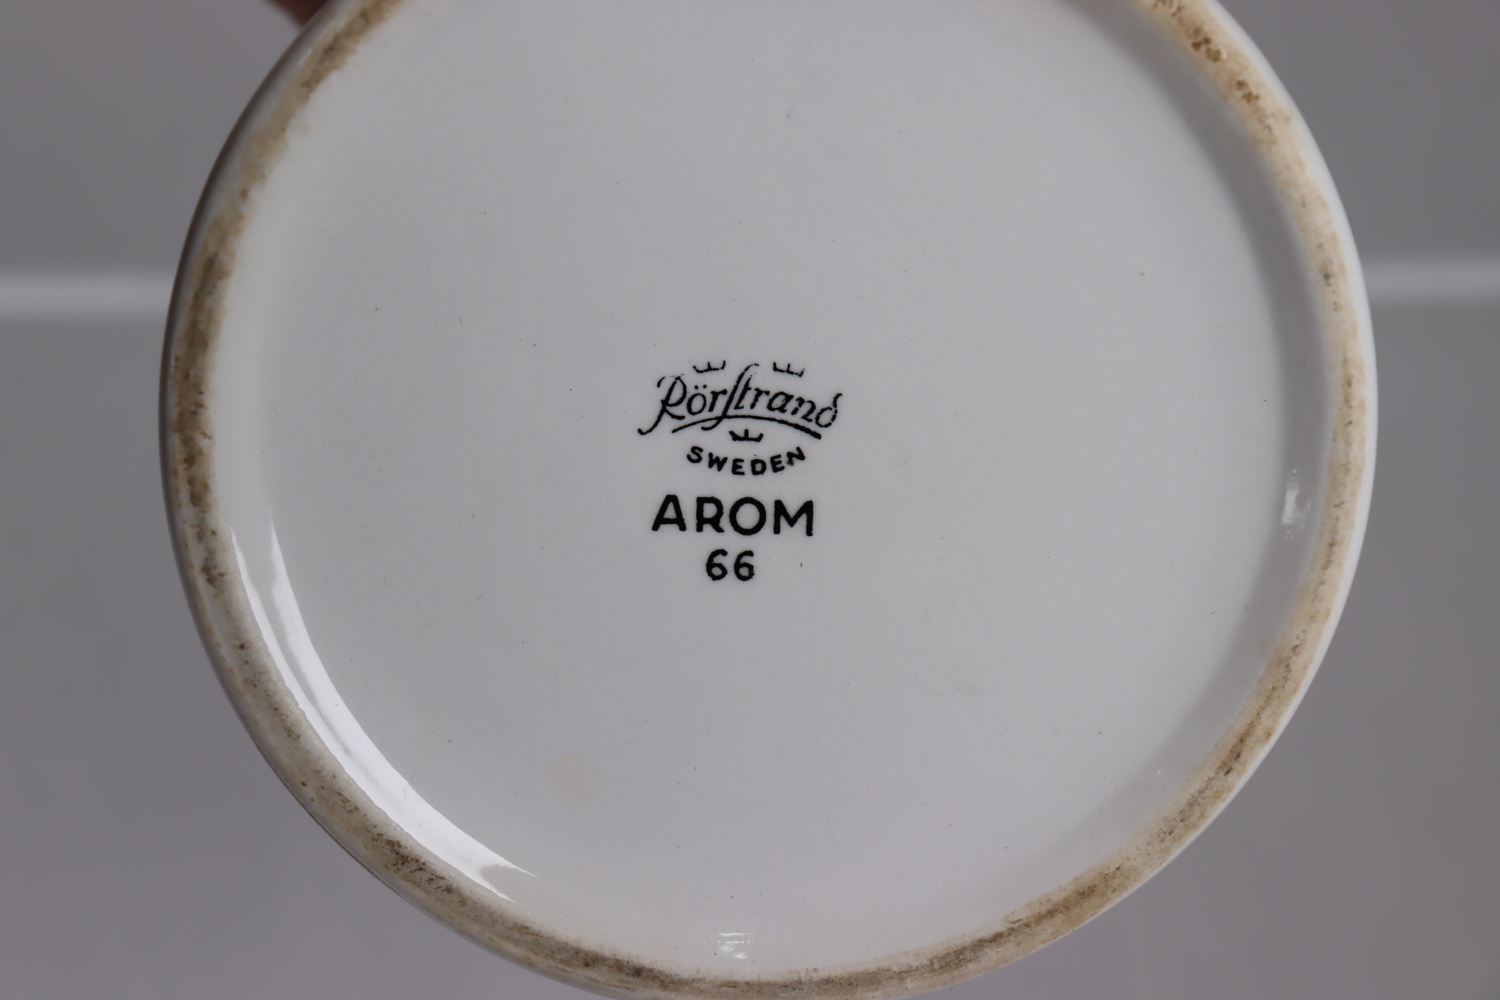 Rörstrand
SWEDEN
AROM
66